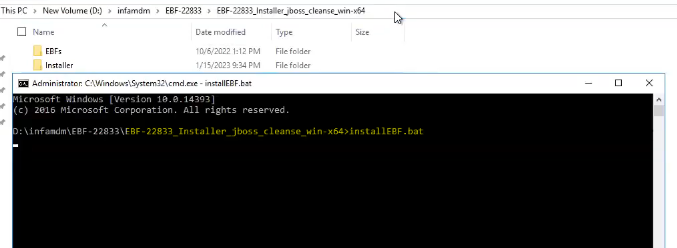 This PC > New Volume (D:) > infamdm > EBF-22833 > EBF-22833_Installer_jboss_cleanse_win-x64
Name Date modified Type Size
EBFs 10/6/2022 1:12 PM File folder
Installer 1/15/2023 9:34 PM File folder
Administrator: C:\Windows\System32\cmd.exe - installEBF.bat
Microsoft Windows [Version 10.0.14393]
(c) 2016 Microsoft Corporation. All rights reserved.
D:\infamdm\EBF-22833\EBF-22833_Installer_jboss_cleanse_win-x64>installEBF.bat